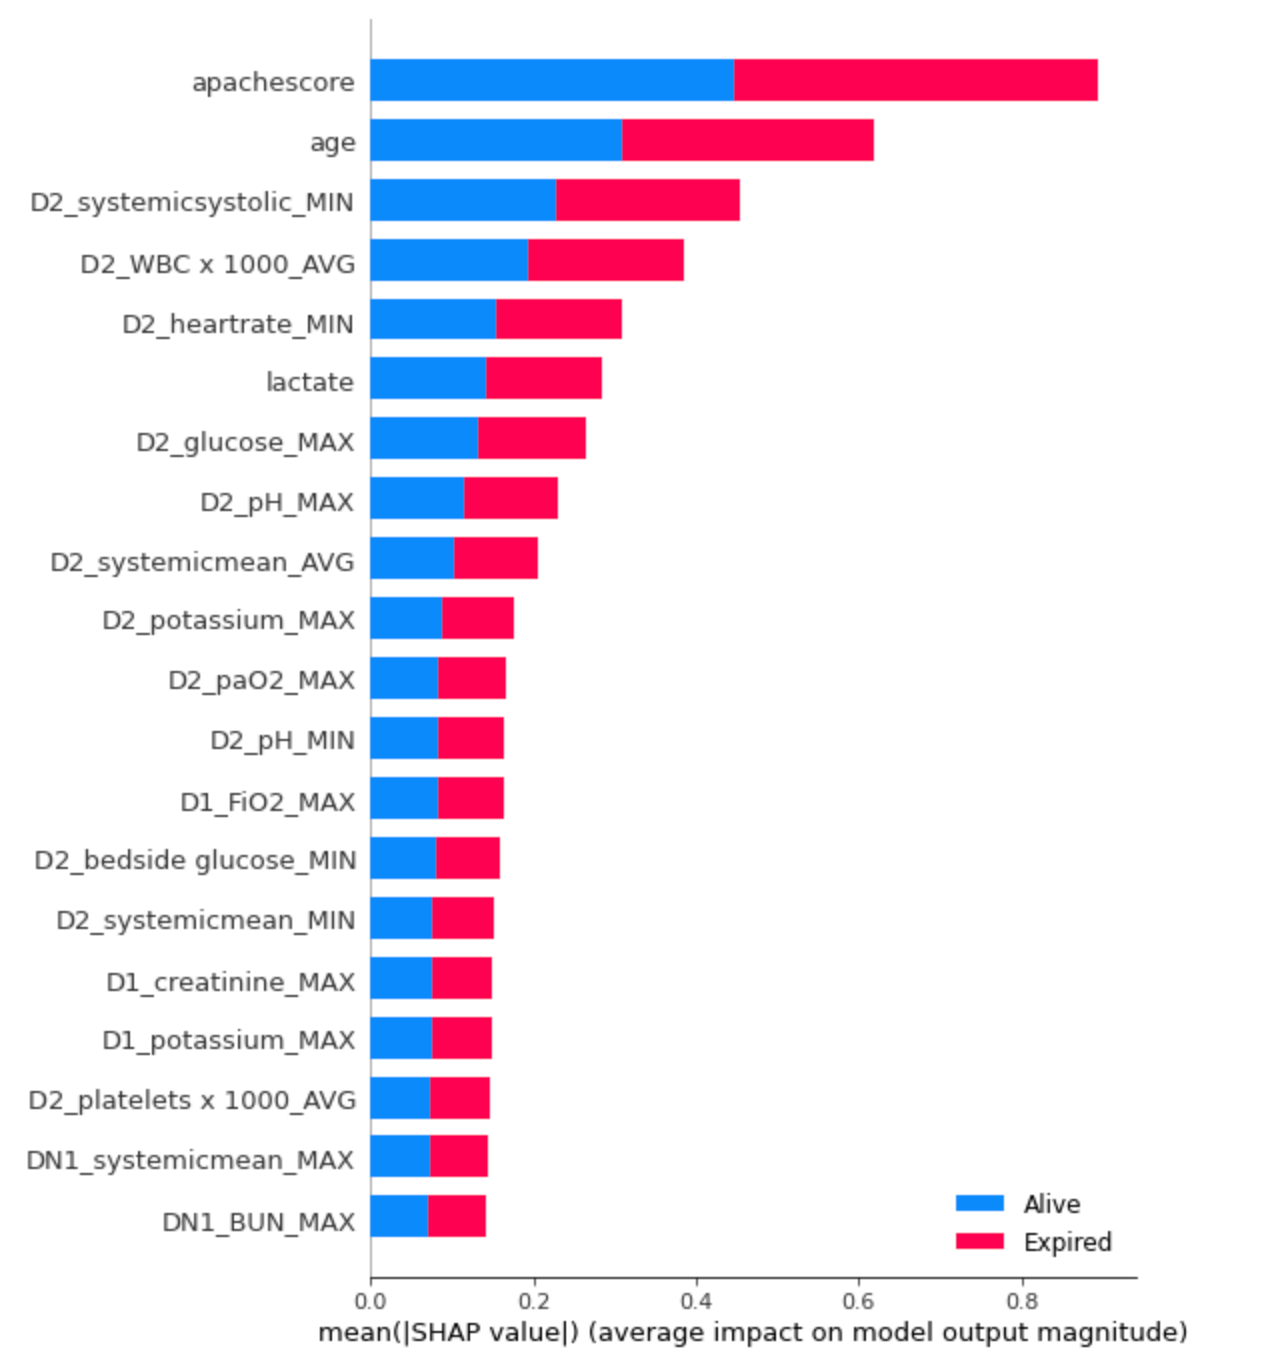 apachescore
age
D2_systemicsystolic_MIN
D2_WBC x 1000_AVG
D2_heartrate_MIN
lactate
D2_glucose_MAX
D2_pH_MAX
D2_systemicmean_AVG
D2_potassium_MAX
D2_paO2_MAX
D2_pH_MIN
D1_FiO2_MAX
D2_bedside glucose_MIN
D2_systemicmean_MIN
D1_creatinine_MAX
D1_potassium_MAX
D2_platelets x 1000_AVG
DN1_systemicmean_MAX
DN1_BUN_MAX
Alive
Expired
0.0 0.2 0.4 0.6 0.8
mean(|SHAP value|) (average impact on model output magnitude)